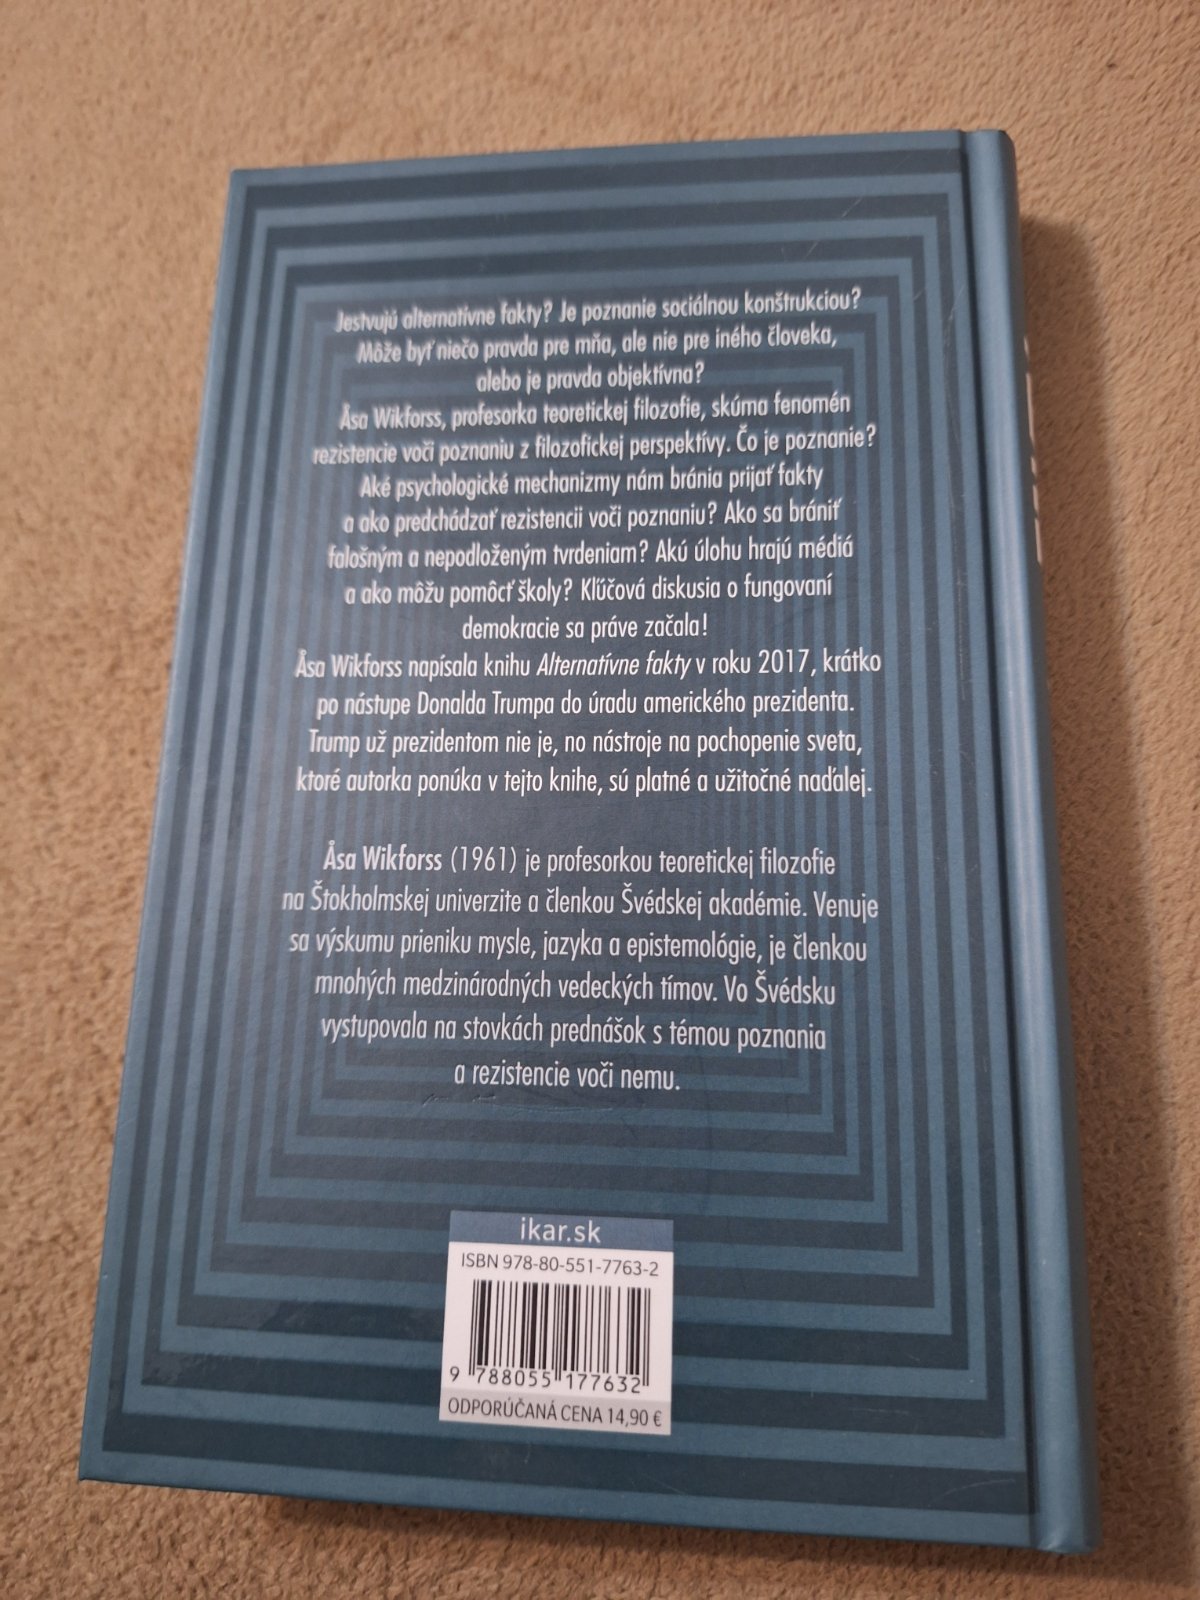 Jestvujú alternatívne fakty? Je poznanie sociálnou konštrukciou?
Môže byť niečo pravda pre mňa, ale nie pre iného človeka,
alebo je pravda objektívna?
Åsa Wikforss, profesorka teoretickej filozofie, skúma fenomén
rezistencie voči poznaniu z filozofickej perspektívy. Čo je poznanie?
Aké psychologické mechanizmy nám bránia prijať fakty
a ako predchádzať rezistencii voči poznaniu? Ako sa brániť
falošným a nepodloženým tvrdeniam? Akú úlohu hrajú médiá
a ako môžu pomôcť školy? Kľúčová diskusia o fungovaní
demokracie sa práve začala!
Åsa Wikforss napísala knihu Alternatívne fakty v roku 2017, krátko
po nástupe Donalda Trumpa do úradu amerického prezidenta.
Trump už prezidentom nie je, no nástroje na pochopenie sveta,
ktoré autorka ponúka v tejto knihe, sú platné a užitočné naďalej.
Åsa Wikforss (1961) je profesorkou teoretickej filozofie
na Štokholmskej univerzite a členkou Švédskej akadémie. Venuje
sa výskumu prieniku mysle, jazyka a epistemológie, je členkou
mnohých medzinárodných vedeckých tímov. Vo Švédsku
vystupovala na stovkách prednášok s témou poznania
a rezistencie voči nemu.
ikar.sk
ISBN 978-80-551-7763-2
9 788055 177632
ODPORÚČANÁ CENA 14,90 €